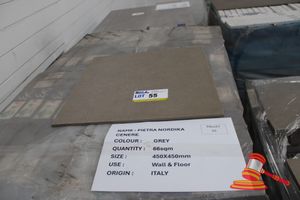 LOT 55
NAME - PIETRA NORDIKA
CENERE
COLOUR : GREY
QUANTITY : 66sqm
SIZE : 450X450mm
USE : Wall & Floor
ORIGIN : ITALY